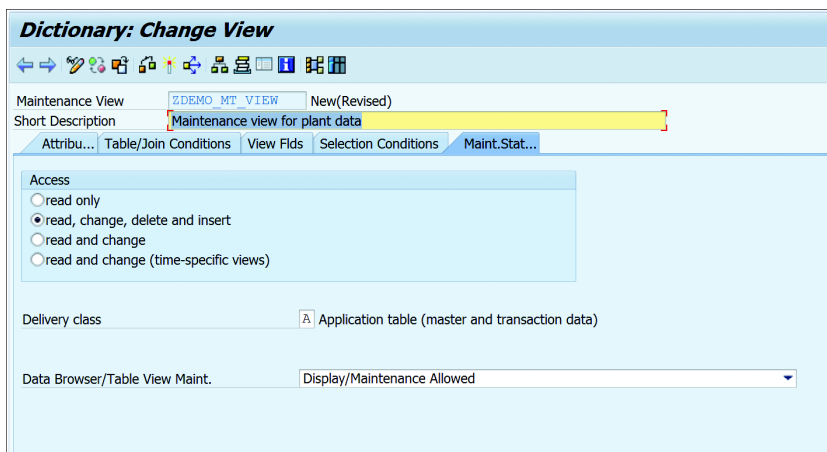 Dictionary: Change View
Maintenance View ZDEMO_MT_VIEW New(Revised)
Short Description Maintenance view for plant data
Attribu... Table/Join Conditions View Flds Selection Conditions Maint.Stat...
Access
read only
read, change, delete and insert
read and change
read and change (time-specific views)
Delivery class A Application table (master and transaction data)
Data Browser/Table View Maint. Display/Maintenance Allowed